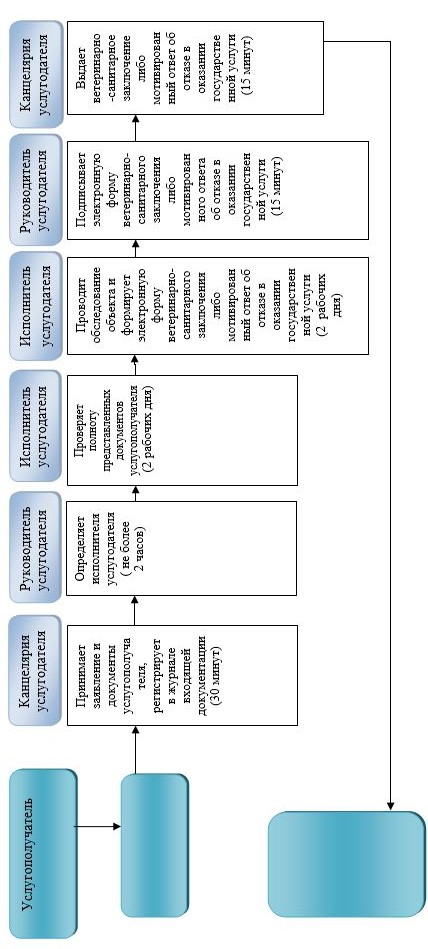 Услугополучатель
Канцелярия
услугодателя
Принимает
заявление и
документы
услугополуча
теля,
регистрирует
в журнале
входящей
документации
(30 минут)
Руководитель
услугодателя
Определяет
исполнителя
услугодателя
( не более
2 часов)
Исполнитель
услугодателя
Проверяет
полноту
представленных
документов
услугополучателя
(2 рабочих дня)
Исполнитель
услугодателя
Проводит
обследование
объекта и
формирует
электронную
форму
ветеринарно-
санитарного
заключения
либо
мотивирован
ный ответ об
отказе в
оказании
государствен
ной услуги
(2 рабочих
дня)
Руководитель
услугодателя
Подписывает
электронную
форму
ветеринарно-
санитарного
заключения
либо
мотивирован
ного ответа
об отказе в
оказании
государствен
ной услуги
(15 минут)
Канцелярия
услугодателя
Выдает
ветеринарно
-санитарное
заключение
либо
мотивирован
ный ответ об
отказе в
оказании
государстве
нной услуги
(15 минут)